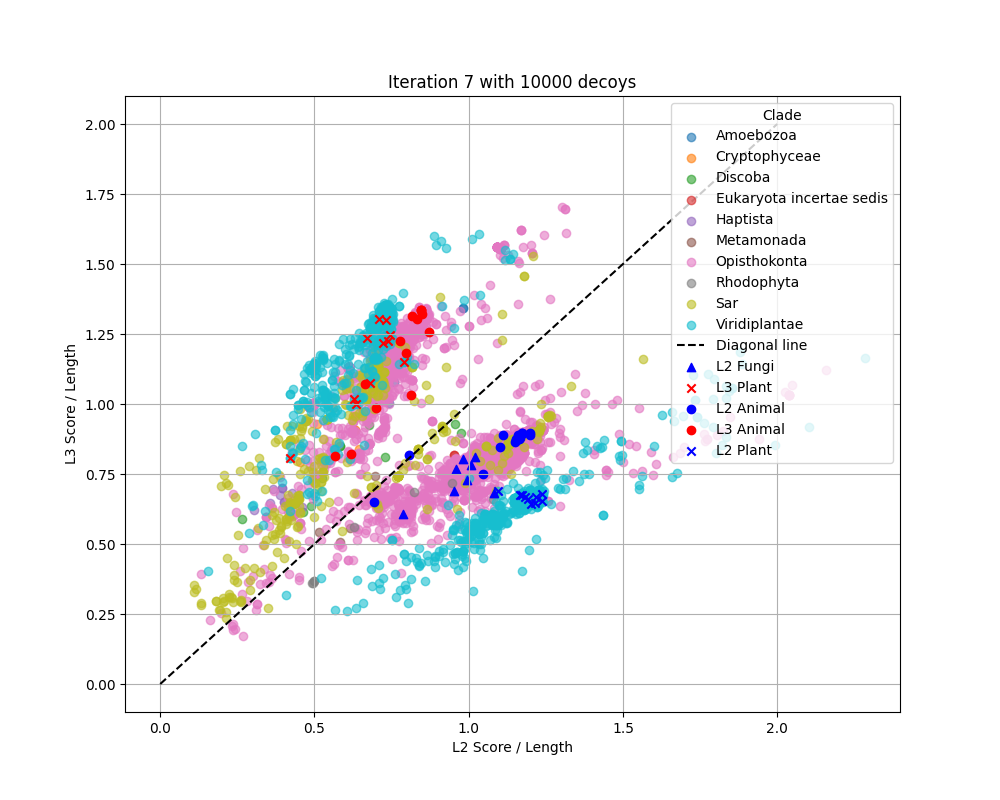 Iteration 7 with 10000 decoys
L3 Score / Length
2.00
1.75
1.50
1.25
1.00
0.75
0.50
0.25
0.00
Clade
Amoebozoa
Cryptophyceae
Discoba
Eukaryota incertae sedis
Haptista
Metamonada
Opisthokonta
Rhodophyta
Sar
Viridiplantae
Diagonal line
L2 Fungi
L3 Plant
L2 Animal
L3 Animal
L2 Plant
0.0 0.5 1.0 1.5 2.0
L2 Score / Length